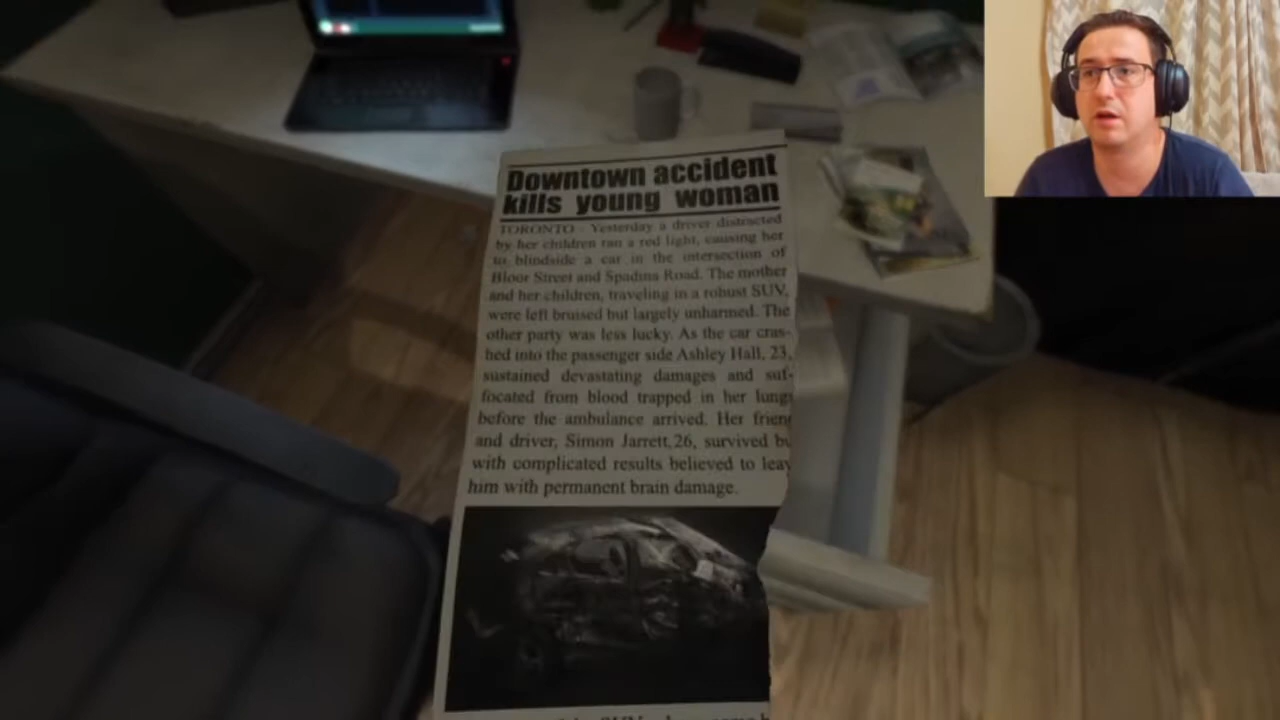 Downtown accident
kills young woman
TORONTO - Yesterday a driver distracted
by her children ran a red light, causing her
to blindside a car in the intersection of
Bloor Street and Spadina Road. The mother
and her children, traveling in a robust SUV,
were left bruised but largely unharmed. The
other party was less lucky. As the car cras-
hed into the passenger side Ashley Hall, 23,
sustained devastating damages and suf-
focated from blood trapped in her lungs
before the ambulance arrived. Her frien
and driver, Simon Jarrett, 26, survived bu
with complicated results believed to leav
him with permanent brain damage.